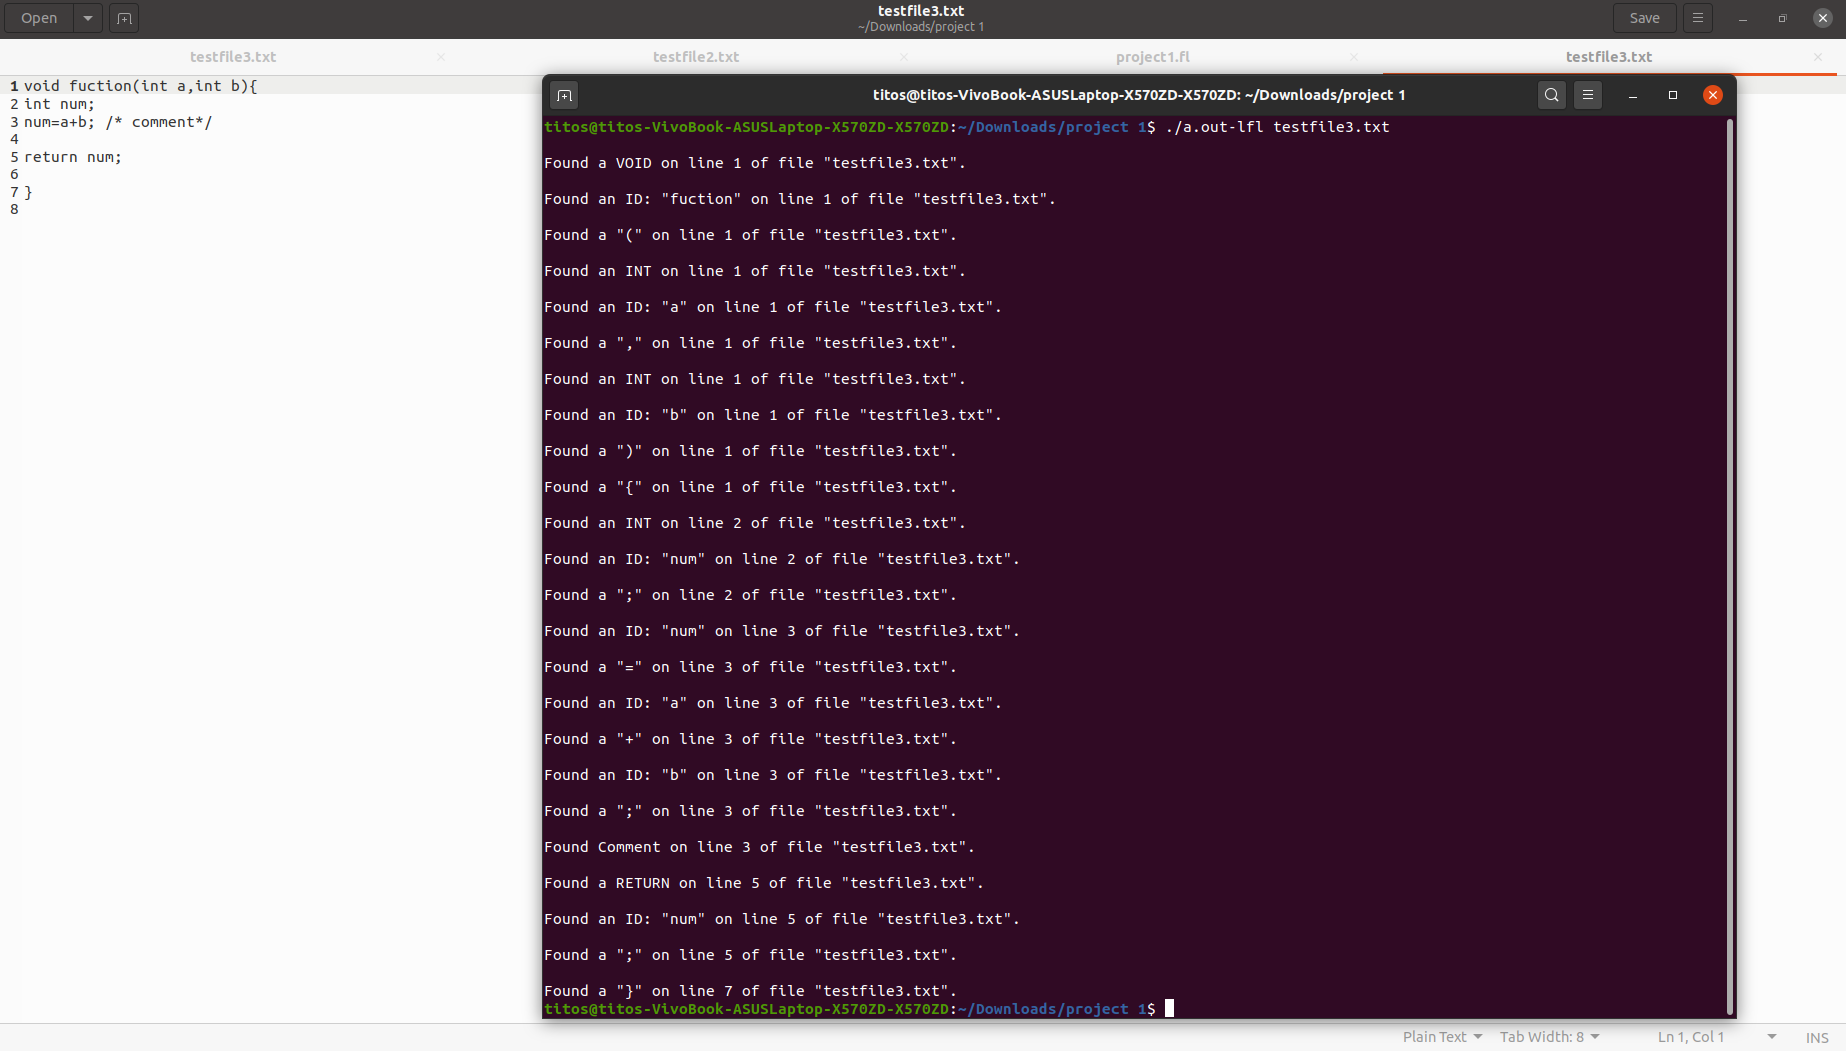 Open
testfile3.txt
~/Downloads/project 1
Save
testfile3.txt
testfile2.txt
project1.fl
testfile3.txt
1 void fuction(int a,int b){
2 int num;
3 num=a+b; /* comment*/
4
5 return num;
6
7 }
8
titos@titos-VivoBook-ASUSLaptop-X570ZD-X570ZD: ~/Downloads/project 1
titos@titos-VivoBook-ASUSLaptop-X570ZD-X570ZD:~/Downloads/project 1$ ./a.out-lfl testfile3.txt
Found a VOID on line 1 of file "testfile3.txt".
Found an ID: "fuction" on line 1 of file "testfile3.txt".
Found a "(" on line 1 of file "testfile3.txt".
Found an INT on line 1 of file "testfile3.txt".
Found an ID: "a" on line 1 of file "testfile3.txt".
Found a "," on line 1 of file "testfile3.txt".
Found an INT on line 1 of file "testfile3.txt".
Found an ID: "b" on line 1 of file "testfile3.txt".
Found a ")" on line 1 of file "testfile3.txt".
Found a "{" on line 1 of file "testfile3.txt".
Found an INT on line 2 of file "testfile3.txt".
Found an ID: "num" on line 2 of file "testfile3.txt".
Found a ";" on line 2 of file "testfile3.txt".
Found an ID: "num" on line 3 of file "testfile3.txt".
Found a "=" on line 3 of file "testfile3.txt".
Found an ID: "a" on line 3 of file "testfile3.txt".
Found a "+" on line 3 of file "testfile3.txt".
Found an ID: "b" on line 3 of file "testfile3.txt".
Found a ";" on line 3 of file "testfile3.txt".
Found Comment on line 3 of file "testfile3.txt".
Found a RETURN on line 5 of file "testfile3.txt".
Found an ID: "num" on line 5 of file "testfile3.txt".
Found a ";" on line 5 of file "testfile3.txt".
Found a "}" on line 7 of file "testfile3.txt".
titos@titos-VivoBook-ASUSLaptop-X570ZD-X570ZD:~/Downloads/project 1$
Plain Text
Tab Width: 8
Ln 1, Col 1
INS